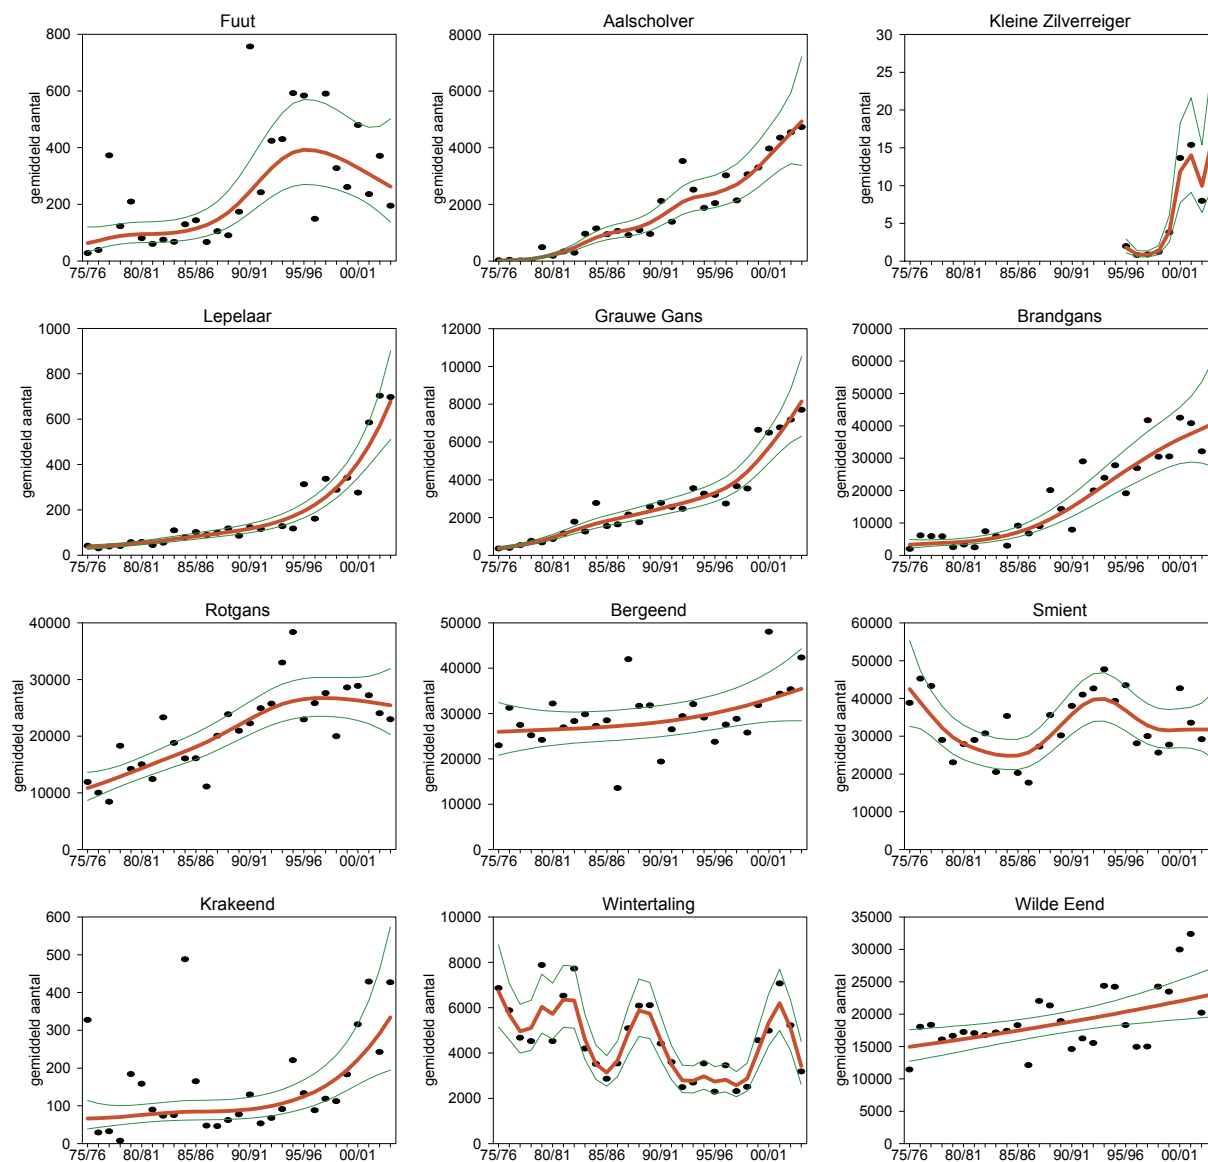 Fuut
Aalscholver
Kleine Zilverreiger
gemiddeld aantal
800
600
400
200
0
75/76 80/81 85/86 90/91 95/96 00/01
gemiddeld aantal
8000
6000
4000
2000
0
75/76 80/81 85/86 90/91 95/96 00/01
gemiddeld aantal
30
25
20
15
10
5
0
75/76 80/81 85/86 90/91 95/96 00/01
Lepelaar
Grauwe Gans
Brandgans
gemiddeld aantal
1000
800
600
400
200
0
75/76 80/81 85/86 90/91 95/96 00/01
gemiddeld aantal
12000
10000
8000
6000
4000
2000
0
75/76 80/81 85/86 90/91 95/96 00/01
gemiddeld aantal
70000
60000
50000
40000
30000
20000
10000
0
75/76 80/81 85/86 90/91 95/96 00/01
Rotgans
Bergeend
Smient
gemiddeld aantal
40000
30000
20000
10000
0
75/76 80/81 85/86 90/91 95/96 00/01
gemiddeld aantal
50000
40000
30000
20000
10000
0
75/76 80/81 85/86 90/91 95/96 00/01
gemiddeld aantal
60000
50000
40000
30000
20000
10000
0
75/76 80/81 85/86 90/91 95/96 00/01
Krakeend
Wintertaling
Wilde Eend
gemiddeld aantal
600
500
400
300
200
100
0
75/76 80/81 85/86 90/91 95/96 00/01
gemiddeld aantal
10000
8000
6000
4000
2000
0
75/76 80/81 85/86 90/91 95/96 00/01
gemiddeld aantal
35000
30000
25000
20000
15000
10000
5000
0
75/76 80/81 85/86 90/91 95/96 00/01